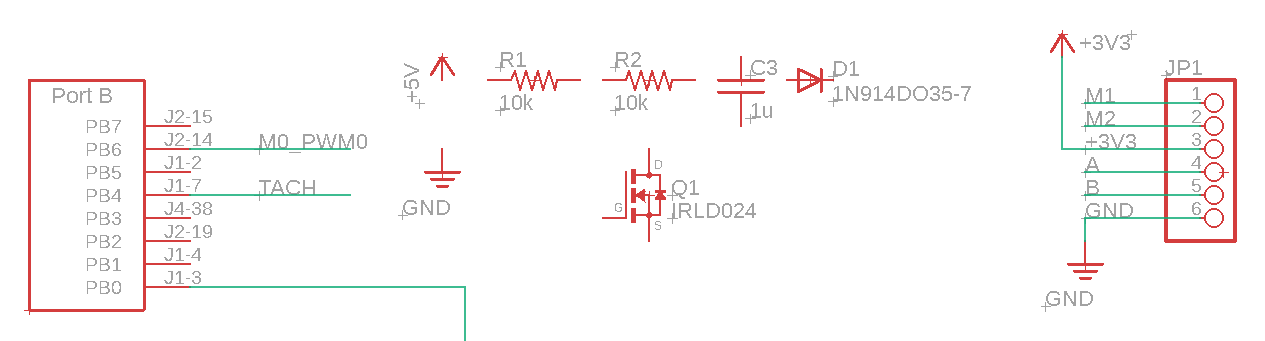 Port B
PB7 J2-15
PB6 J2-14 M0_PWM0
PB5 J1-2
PB4 J1-7 TACH
PB3 J4-38
PB2 J2-19
PB1 J1-4
PB0 J1-3
+5V
GND
R1
10k
R2
10k
C3
1u
D1
1N914DO35-7
D
G
S
Q1
IRLD024
+3V3
JP1
M1 1
M2 2
+3V3 3
A 4
B 5
GND 6
GND